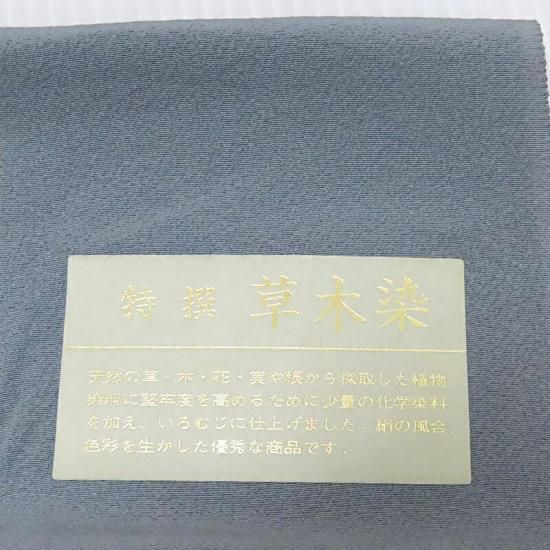 特撰 草木染
天然の草・木・花・実や根から採取した植物
染料に堅牢度を高めるために少量の化学染料
を加え、いろむじに仕上げました。絹の風合、
色彩を生かした優秀な商品です。